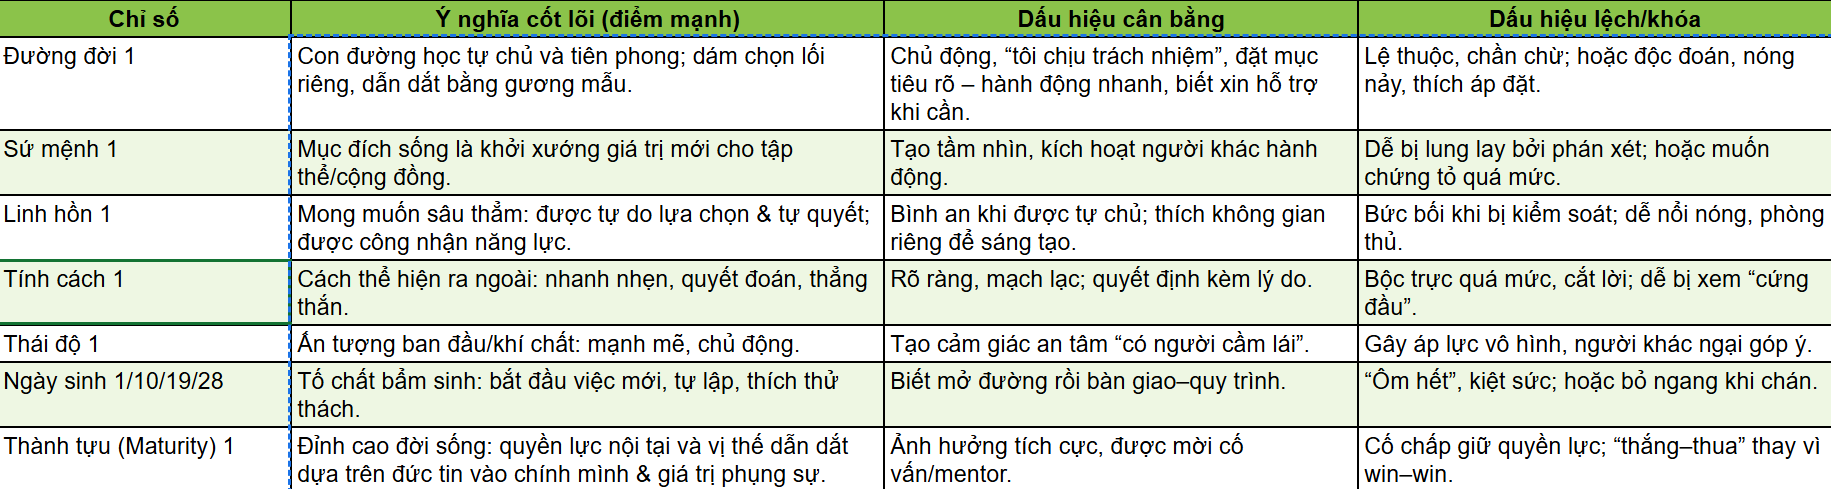 Chỉ số
Ý nghĩa cốt lõi (điểm mạnh)
Dấu hiệu cân bằng
Dấu hiệu lệch/khóa
Đường đời 1
Con đường học tự chủ và tiên phong; dám chọn lối
riêng, dẫn dắt bằng gương mẫu.
Chủ động, “tôi chịu trách nhiệm”, đặt mục
tiêu rõ – hành động nhanh, biết xin hỗ trợ
khi cần.
Lệ thuộc, chần chừ; hoặc độc đoán, nóng
nảy, thích áp đặt.
Sứ mệnh 1
Mục đích sống là khởi xướng giá trị mới cho tập
thể/cộng đồng.
Tạo tầm nhìn, kích hoạt người khác hành
động.
Dễ bị lung lay bởi phán xét; hoặc muốn
chứng tỏ quá mức.
Linh hồn 1
Mong muốn sâu thẳm: được tự do lựa chọn & tự quyết;
được công nhận năng lực.
Bình an khi được tự chủ; thích không gian
riêng để sáng tạo.
Bức bối khi bị kiểm soát; dễ nổi nóng, phòng
thủ.
Tính cách 1
Cách thể hiện ra ngoài: nhanh nhẹn, quyết đoán, thẳng
thắn.
Rõ ràng, mạch lạc; quyết định kèm lý do.
Bộc trực quá mức, cắt lời; dễ bị xem “cứng
đầu”.
Thái độ 1
Ấn tượng ban đầu/khí chất: mạnh mẽ, chủ động.
Tạo cảm giác an tâm “có người cầm lái”.
Gây áp lực vô hình, người khác ngại góp ý.
Ngày sinh 1/10/19/28
Tố chất bẩm sinh: bắt đầu việc mới, tự lập, thích thử
thách.
Biết mở đường rồi bàn giao–quy trình.
“Ôm hết”, kiệt sức; hoặc bỏ ngang khi chán.
Thành tựu (Maturity) 1
Đỉnh cao đời sống: quyền lực nội tại và vị thế dẫn dắt
dựa trên đức tin vào chính mình & giá trị phụng sự.
Ảnh hưởng tích cực, được mời cố
vấn/mentor.
Cố chấp giữ quyền lực; “thắng–thua” thay vì
win–win.